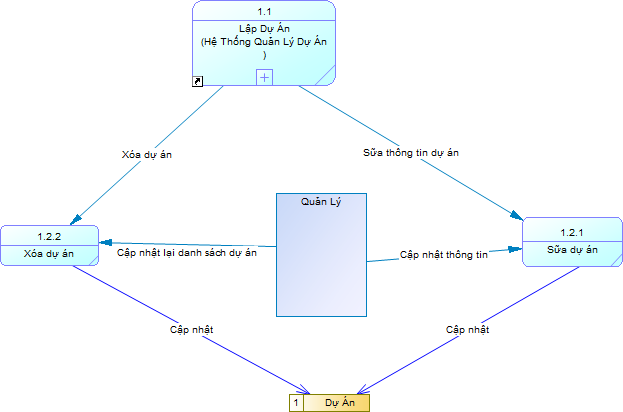 1.1
Lập Dự Án
(Hệ Thống Quản Lý Dự Án
)
Xóa dự án
Sữa thông tin dự án
Quản Lý
1.2.2
Xóa dự án
1.2.1
Sữa dự án
Cập nhật lại danh sách dự án
Cập nhật thông tin
Cập nhật
Cập nhật
1
Dự Án